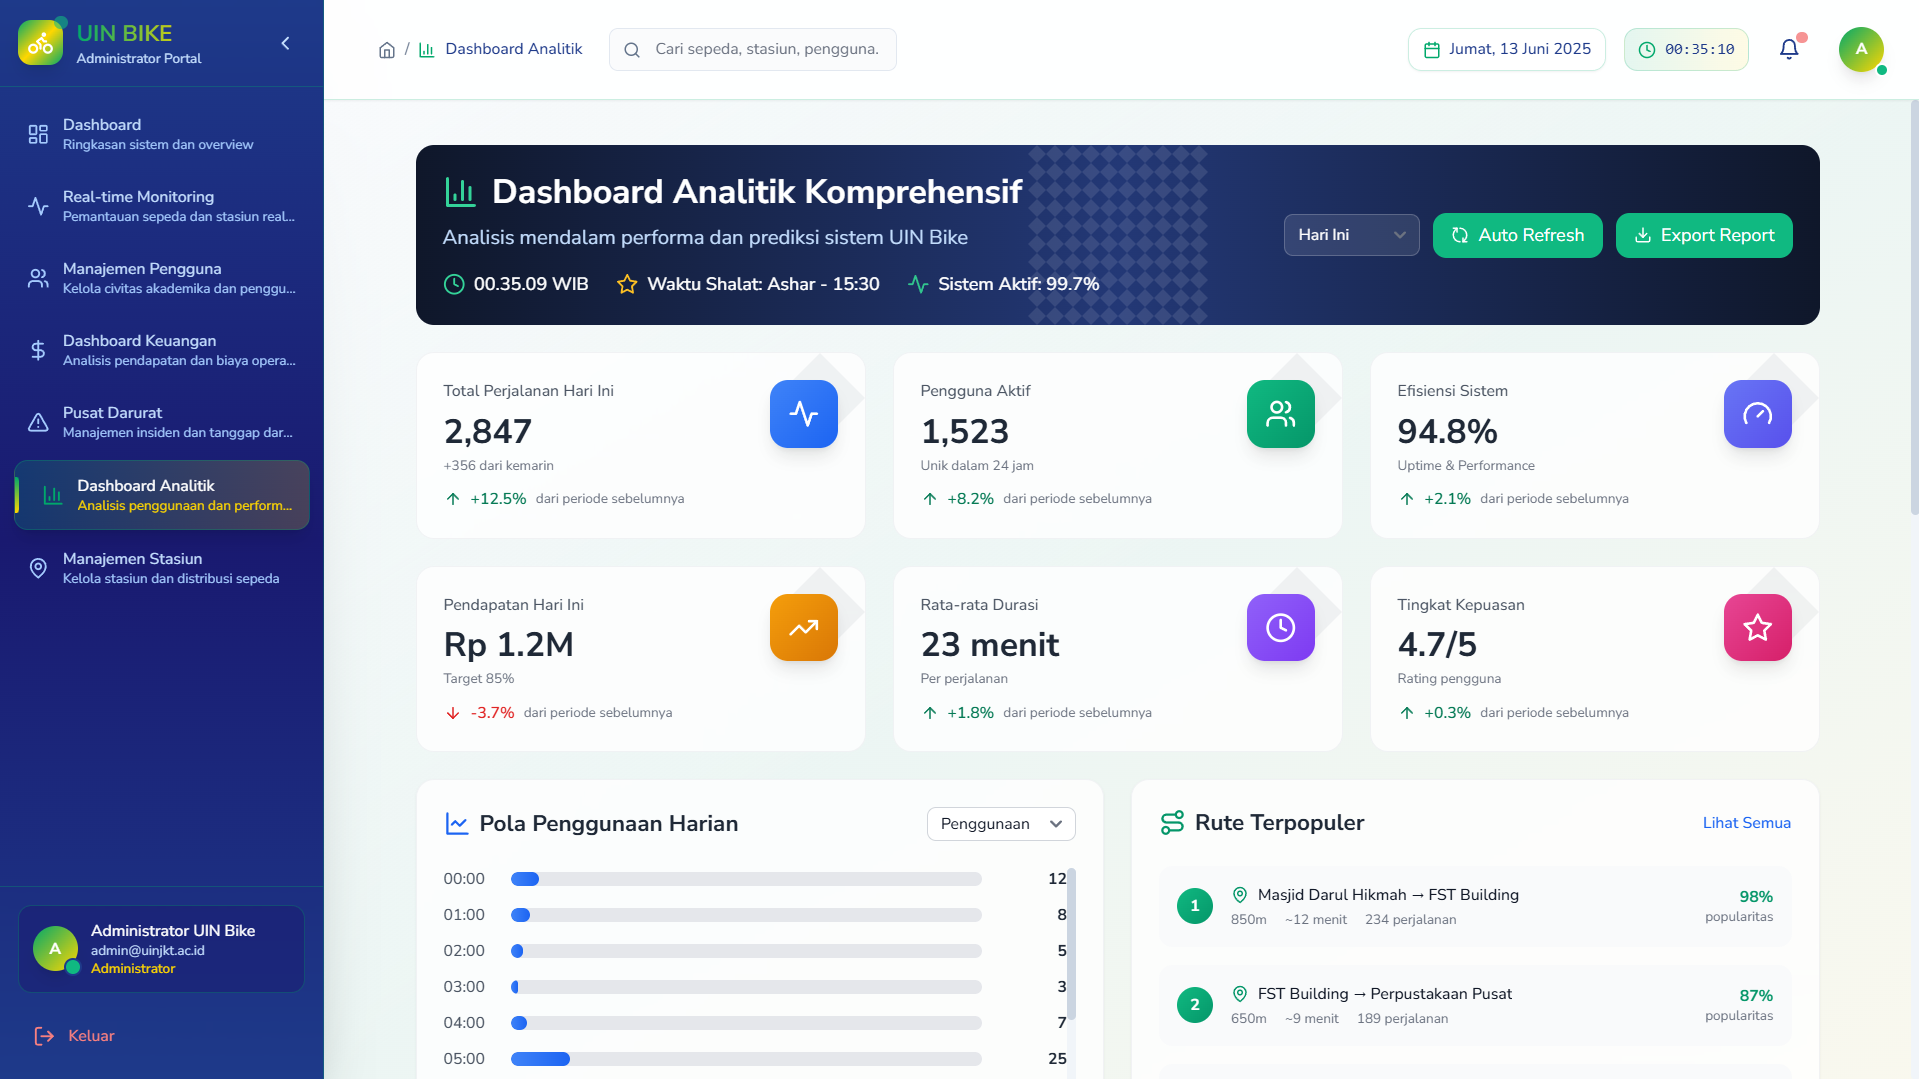 UIN BIKE
Administrator Portal
Dashboard
Ringkasan sistem dan overview
Real-time Monitoring
Pemantauan sepeda dan stasiun real...
Manajemen Pengguna
Kelola civitas akademika dan penggu...
Dashboard Keuangan
Analisis pendapatan dan biaya opera...
Pusat Darurat
Manajemen insiden dan tanggap dar...
Dashboard Analitik
Analisis penggunaan dan perform...
Manajemen Stasiun
Kelola stasiun dan distribusi sepeda
A
Administrator UIN Bike
admin@uinjkt.ac.id
Administrator
Keluar
/ Dashboard Analitik
Cari sepeda, stasiun, pengguna.
Jumat, 13 Juni 2025
00:35:10
A
Dashboard Analitik Komprehensif
Analisis mendalam performa dan prediksi sistem UIN Bike
00.35.09 WIB
Waktu Shalat: Ashar - 15:30
Sistem Aktif: 99.7%
Hari Ini
Auto Refresh
Export Report
Total Perjalanan Hari Ini
2,847
+356 dari kemarin
+12.5% dari periode sebelumnya
Pengguna Aktif
1,523
Unik dalam 24 jam
+8.2% dari periode sebelumnya
Efisiensi Sistem
94.8%
Uptime & Performance
+2.1% dari periode sebelumnya
Pendapatan Hari Ini
Rp 1.2M
Target 85%
-3.7% dari periode sebelumnya
Rata-rata Durasi
23 menit
Per perjalanan
+1.8% dari periode sebelumnya
Tingkat Kepuasan
4.7/5
Rating pengguna
+0.3% dari periode sebelumnya
Pola Penggunaan Harian
Penggunaan
00:00 12
01:00 8
02:00 5
03:00 3
04:00 7
05:00 25
Rute Terpopuler
Lihat Semua
1
Masjid Darul Hikmah → FST Building
850m ~12 menit 234 perjalanan
98%
popularitas
2
FST Building → Perpustakaan Pusat
650m ~9 menit 189 perjalanan
87%
popularitas